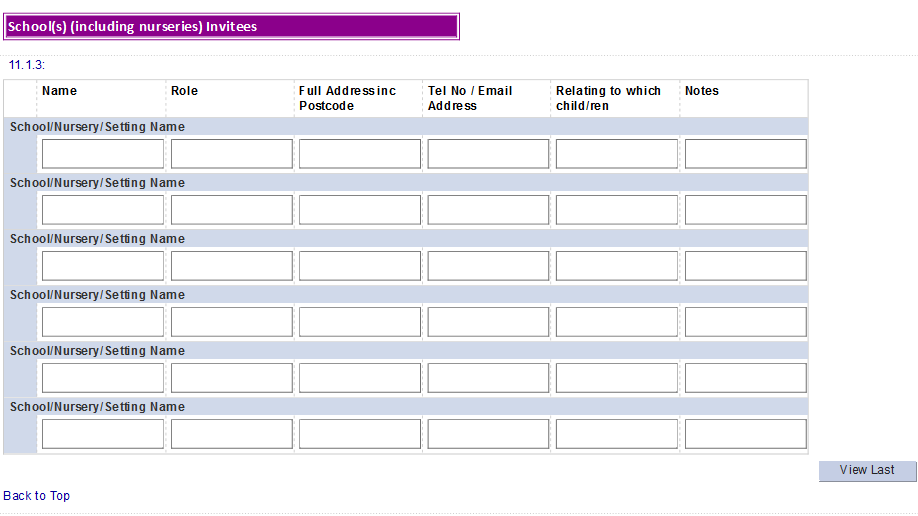 School(s) (including nurseries) Invitees
11.1.3:
Name Role Full Address inc Postcode Tel No / Email Address Relating to which child/ren Notes
School/Nursery/Setting Name
School/Nursery/Setting Name
School/Nursery/Setting Name
School/Nursery/Setting Name
School/Nursery/Setting Name
School/Nursery/Setting Name
View Last
Back to Top